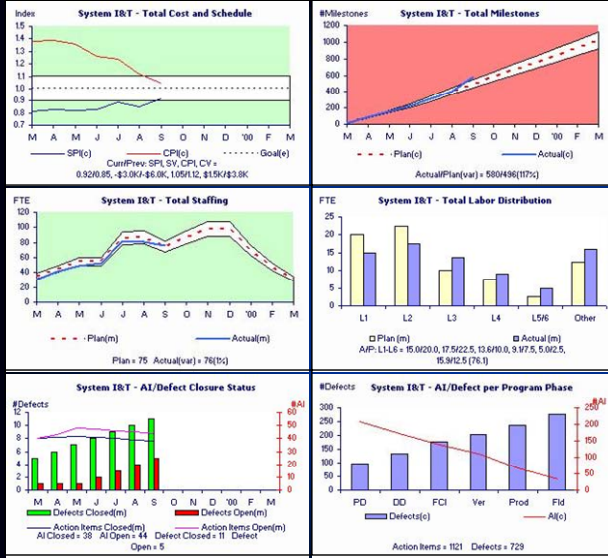 System I&T - Total Cost and Schedule
Index
1.5
1.4
1.3
1.2
1.1
1.0
0.9
0.8
0.7
M A M J J A S O N D '00 F M
SPI(c) CPI(c) Goal(e)
Curr/Prev: SPI, SV, CPI, CV =
0.92/0.85, -$3.0K/-$6.0K, 1.05/1.12, $1.5K/$3.8K
System I&T - Total Milestones
#Milestones
1200
1000
800
600
400
200
0
M A M J J A S O N D '00 F M
Plan(c) Actual(c)
Actual/Plan(var) = 580/496(117%)
System I&T - Total Staffing
FTE
120
100
80
60
40
20
0
M A M J J A S O N D '00 F M
Plan(m) Actual(m)
Plan = 75 Actual(var) = 76(1%)
System I&T - Total Labor Distribution
FTE
25
20
15
10
5
0
L1 L2 L3 L4 L5/6 Other
Plan (m) Actual (m)
A/P: L1-L6 = 15.0/20.0, 17.5/22.5, 13.6/10.0, 9.1/7.5, 5.0/2.5,
15.9/12.5 (76.1)
System I&T - AI/Defect Closure Status
#Defects #AI
12 60
10 50
8 40
6 30
4 20
2 10
0 0
M A M J J A S O N D '00 F M
Defects Closed(m) Defects Open(m)
Action Items Closed(m) Action Items Open(m)
AI Closed = 38 AI Open = 44 Defect Closed = 11 Defect
Open = 5
System I&T - AI/Defect per Program Phase
#Defects #AI
300 250
250 200
200 150
150 100
100 50
50 0
0
PD DD FCI Ver Prod Fld
Defects(c) AI(c)
Action Items = 1121 Defects = 729